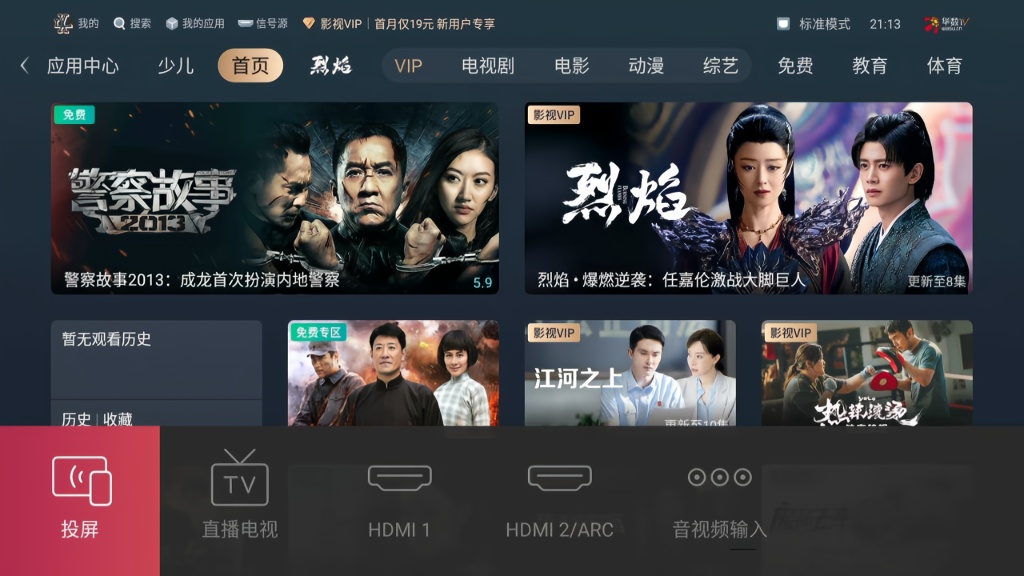 我的 搜索 我的应用 信号源 影视VIP | 首月仅19元 新用户专享 标准模式 21:13 华数TV
应用中心 少儿 首页 烈焰 VIP 电视剧 电影 动漫 综艺 免费 教育 体育
免费
警察故事
2013
警察故事2013：成龙首次扮演内地警察 5.9
影视VIP
烈焰
烈焰·爆燃逆袭：任嘉伦激战大脚巨人 更新至8集
暂无观看历史
历史 | 收藏
免费专区
影视VIP
江河之上
更新至10集
影视VIP
YOLO
热辣滚烫
投屏 TV 直播电视 HDMI 1 HDMI 2/ARC 音视频输入